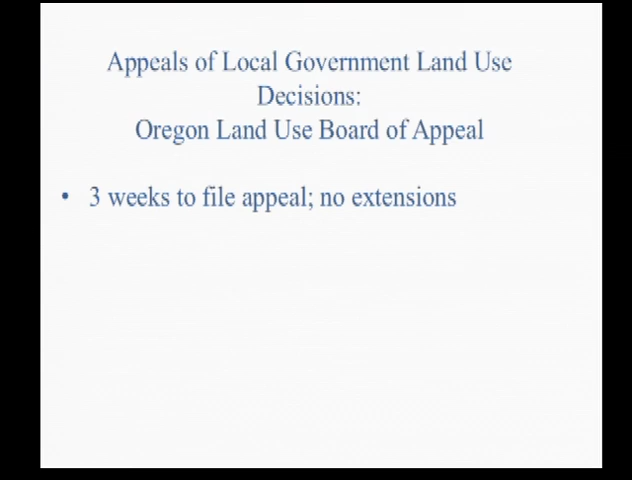 Appeals of Local Government Land Use
Decisions:
Oregon Land Use Board of Appeal
• 3 weeks to file appeal; no extensions